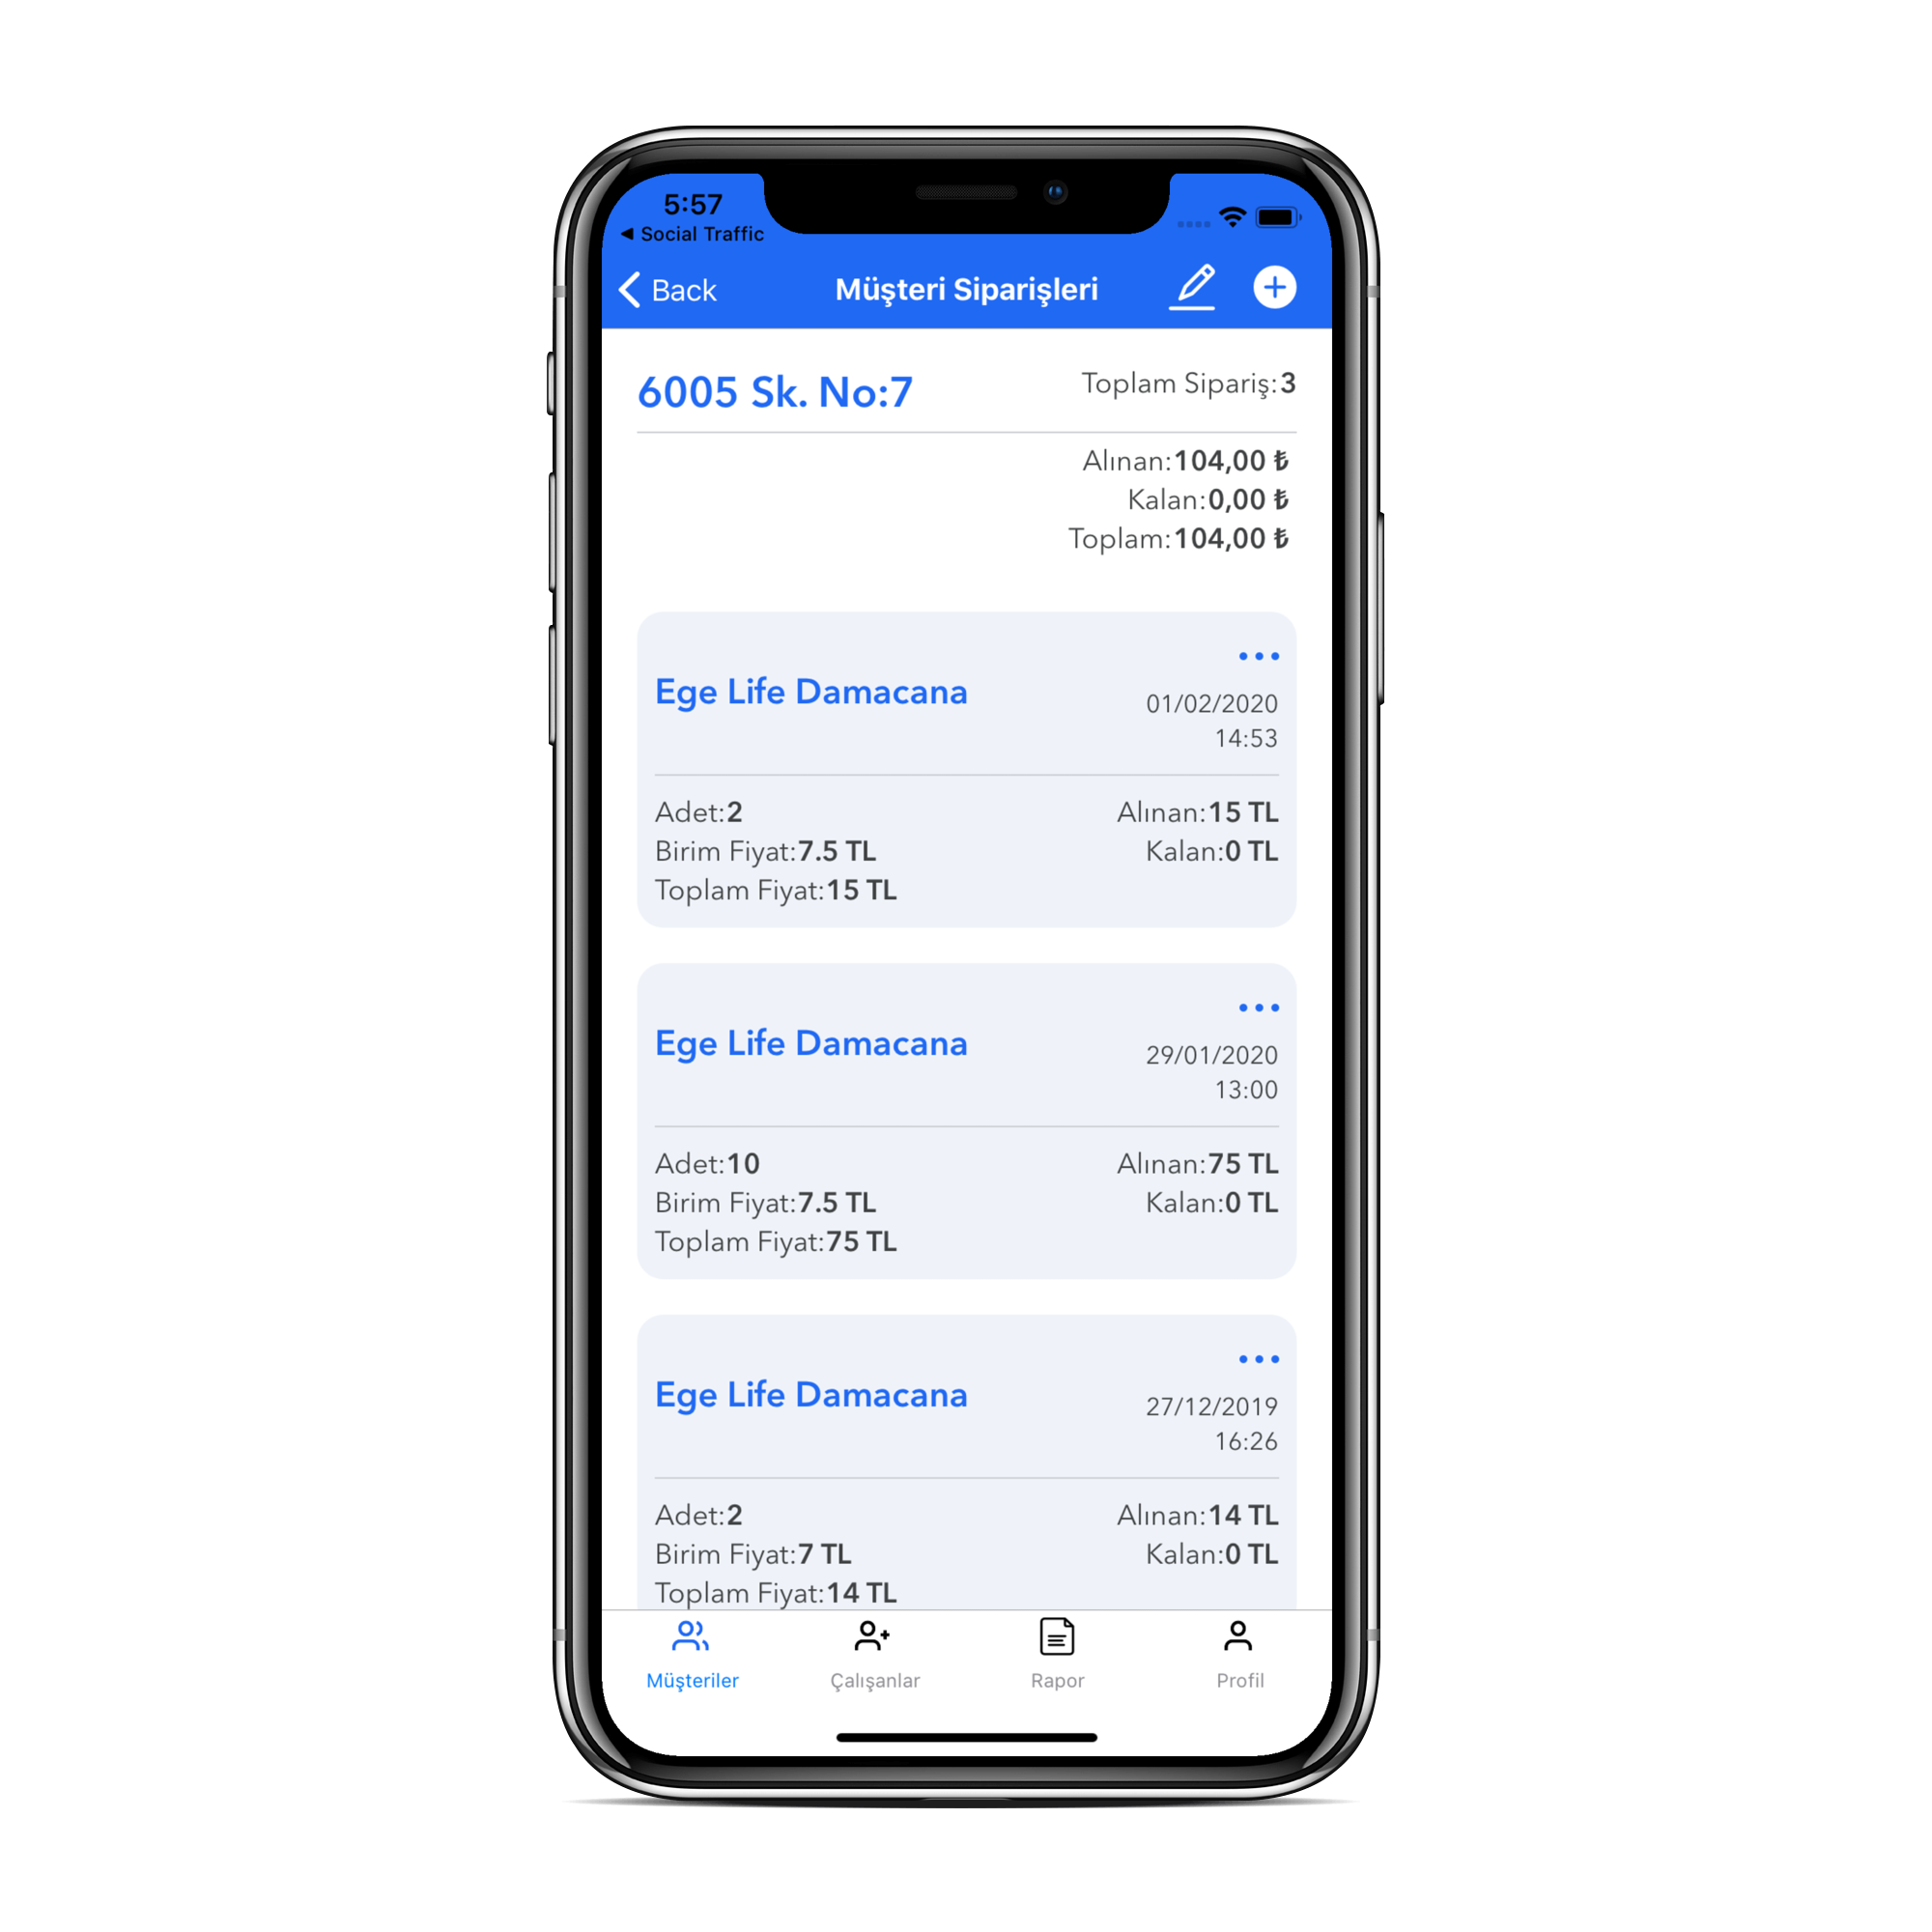 5:57
◀ Social Traffic
Back
Müşteri Siparişleri
6005 Sk. No:7
Toplam Sipariş:3
Alınan:104,00 ₺
Kalan:0,00 ₺
Toplam:104,00 ₺
Ege Life Damacana
01/02/2020
14:53
Adet:2
Alınan:15 TL
Birim Fiyat:7.5 TL
Kalan:0 TL
Toplam Fiyat:15 TL
Ege Life Damacana
29/01/2020
13:00
Adet:10
Alınan:75 TL
Birim Fiyat:7.5 TL
Kalan:0 TL
Toplam Fiyat:75 TL
Ege Life Damacana
27/12/2019
16:26
Adet:2
Alınan:14 TL
Birim Fiyat:7 TL
Kalan:0 TL
Toplam Fiyat:14 TL
Müşteriler
Çalışanlar
Rapor
Profil